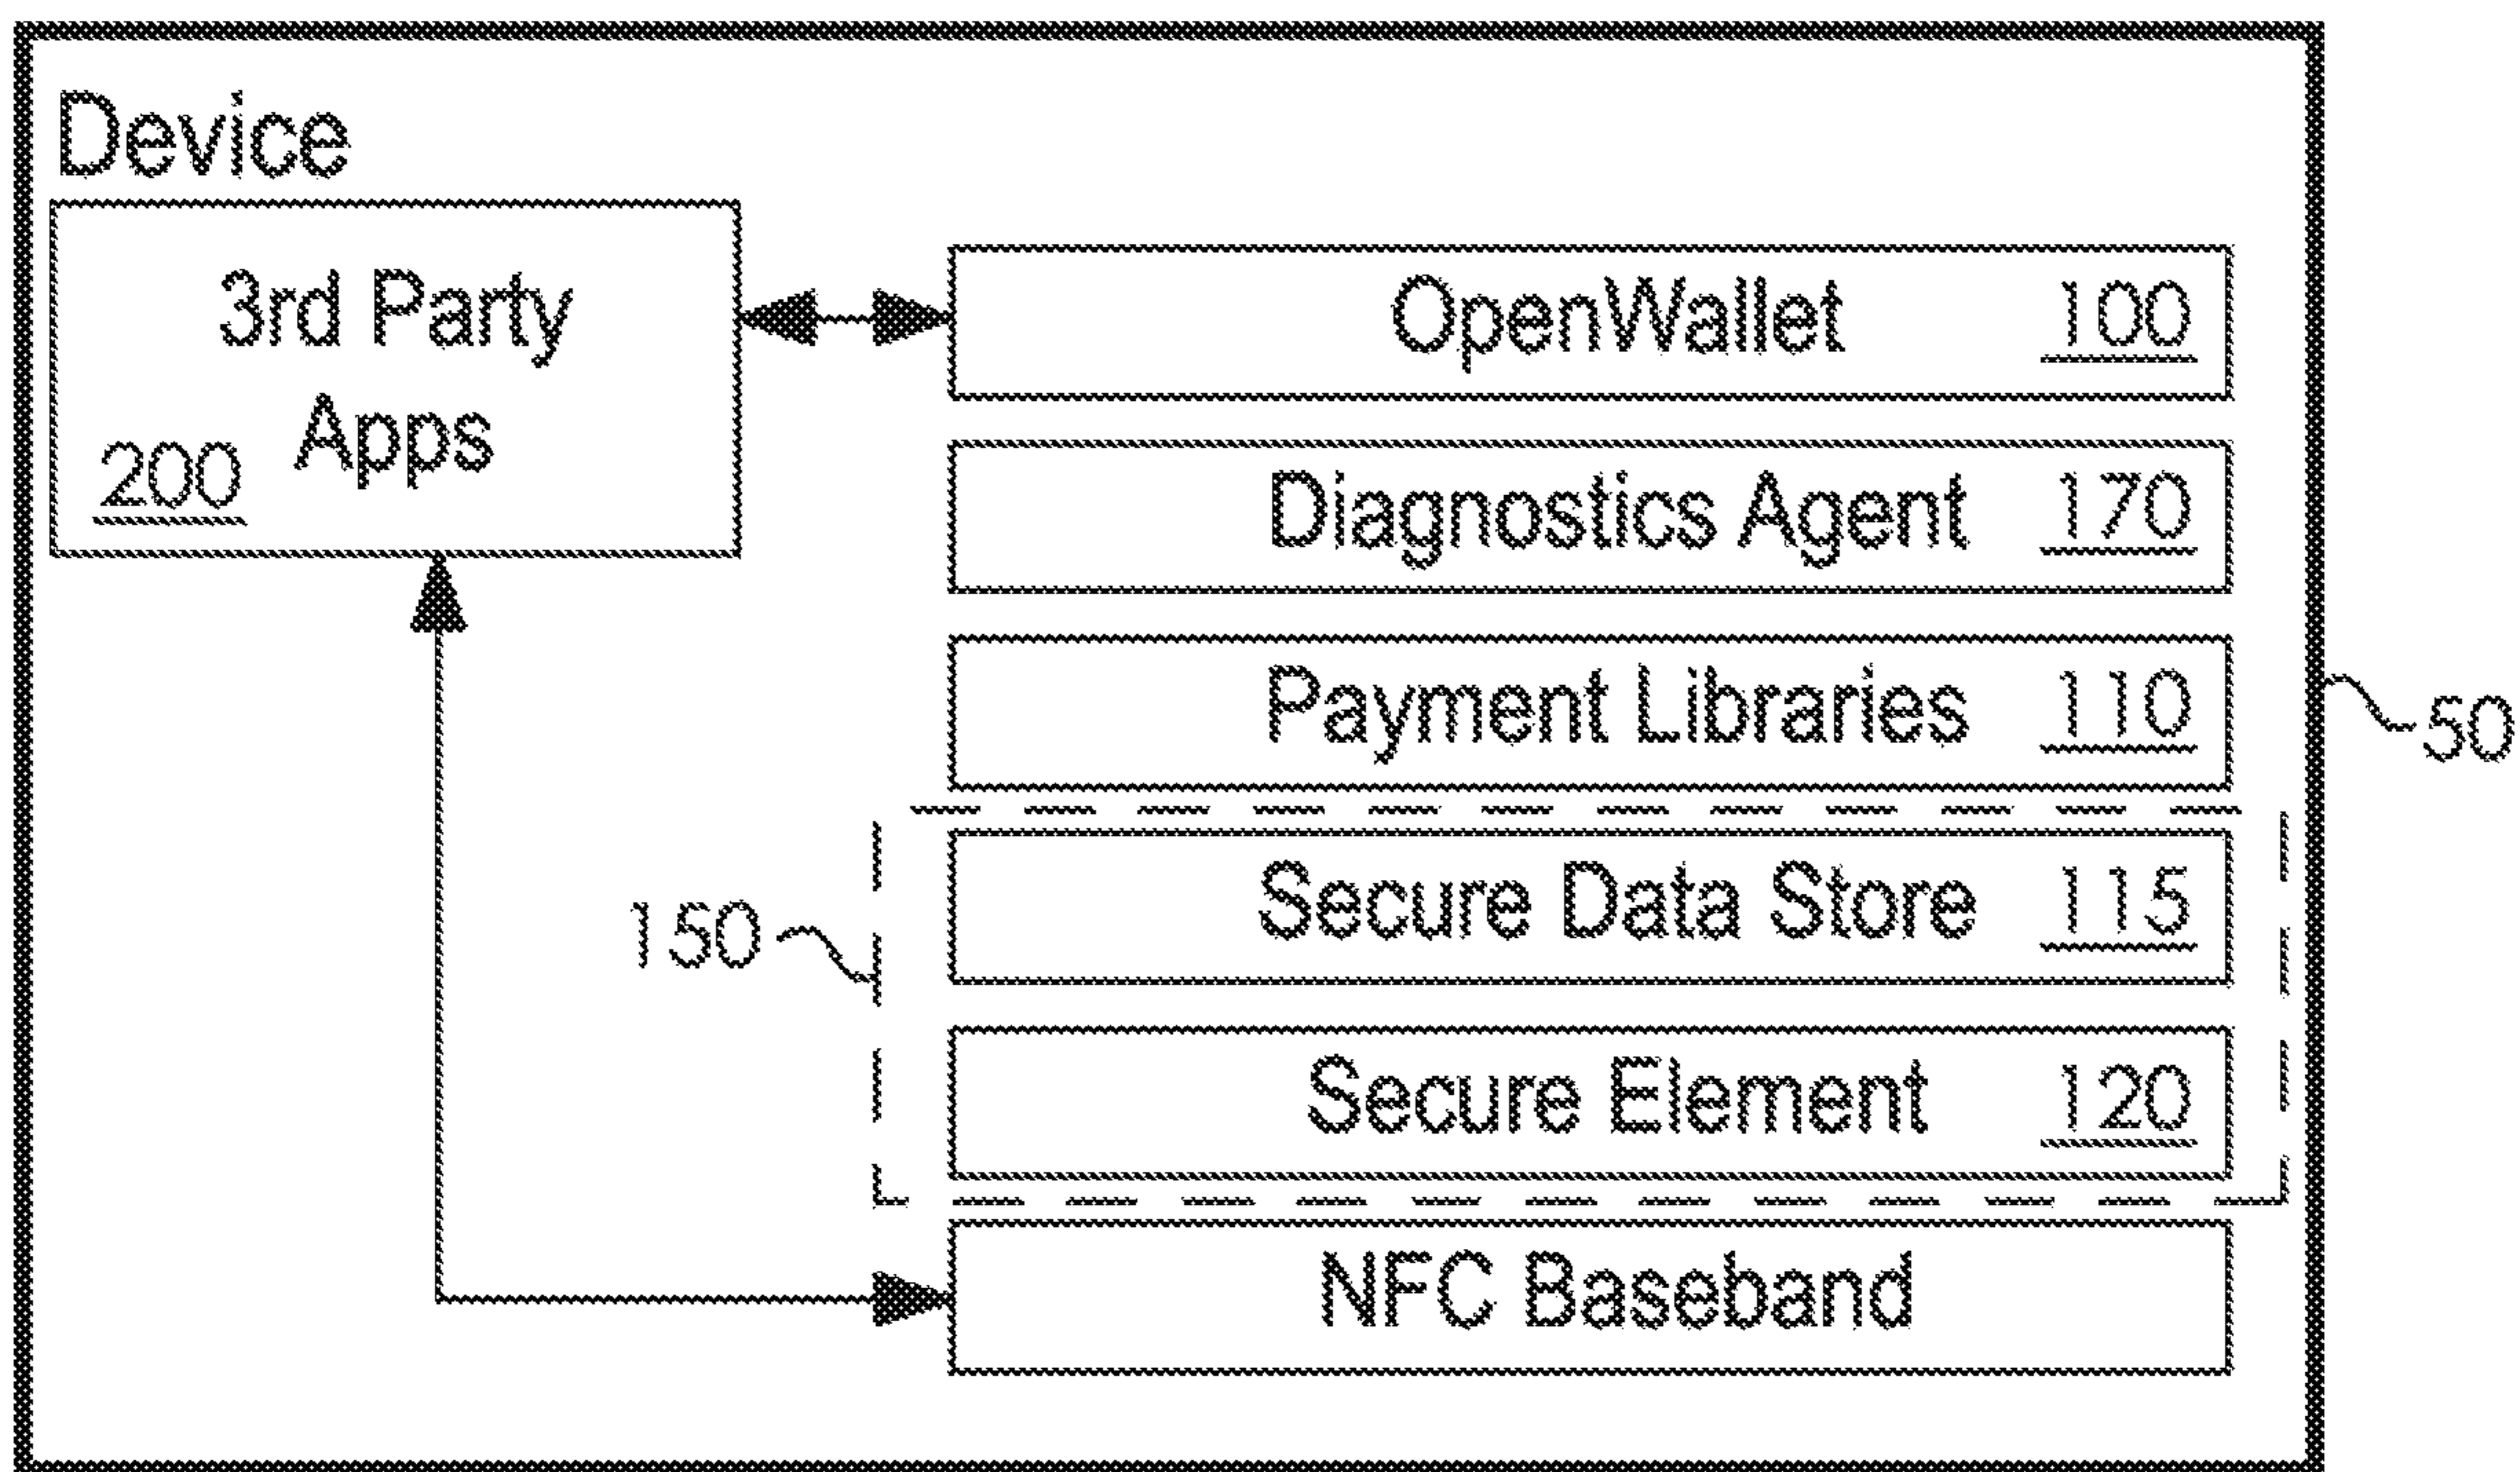 Device
3rd Party
Apps
200
OpenWallet 100
Diagnostics Agent 170
Payment Libraries 110
50
Secure Data Store 115
150
Secure Element 120
NFC Baseband